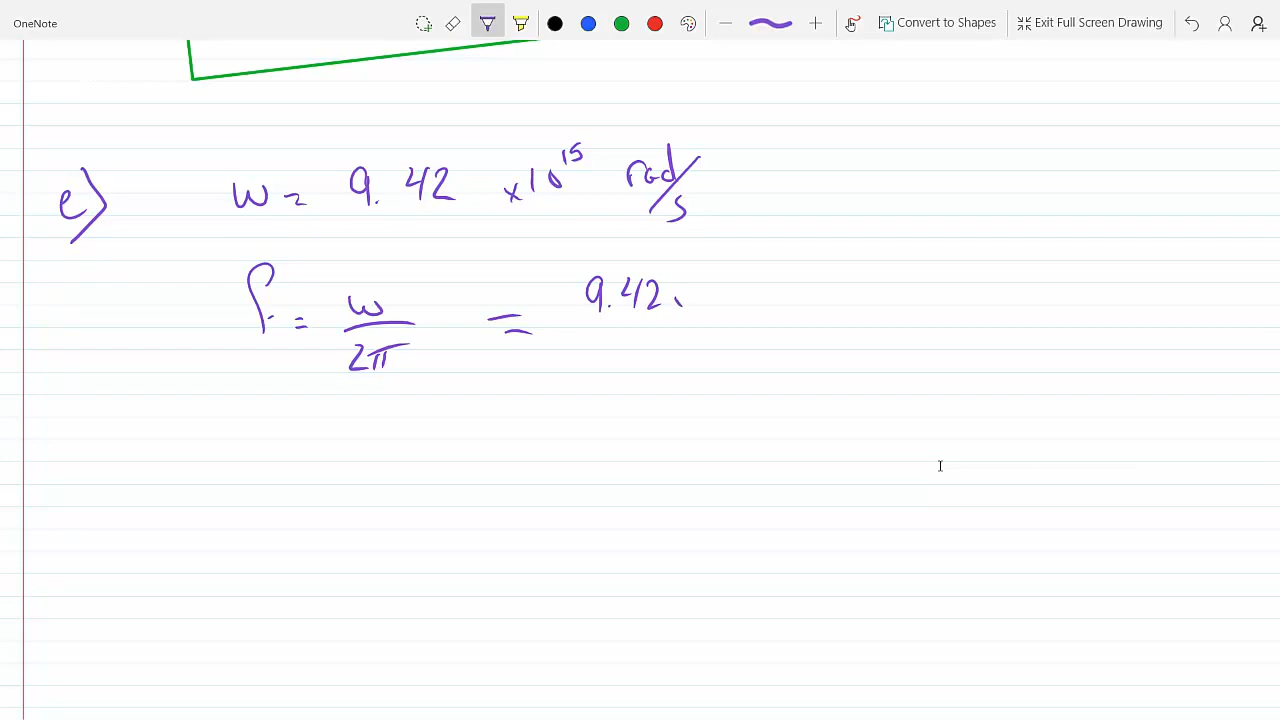 OneNote
Convert to Shapes
Exit Full Screen Drawing
e) w = 9.42 x10^15 rad/s
f = w/2π = 9.42